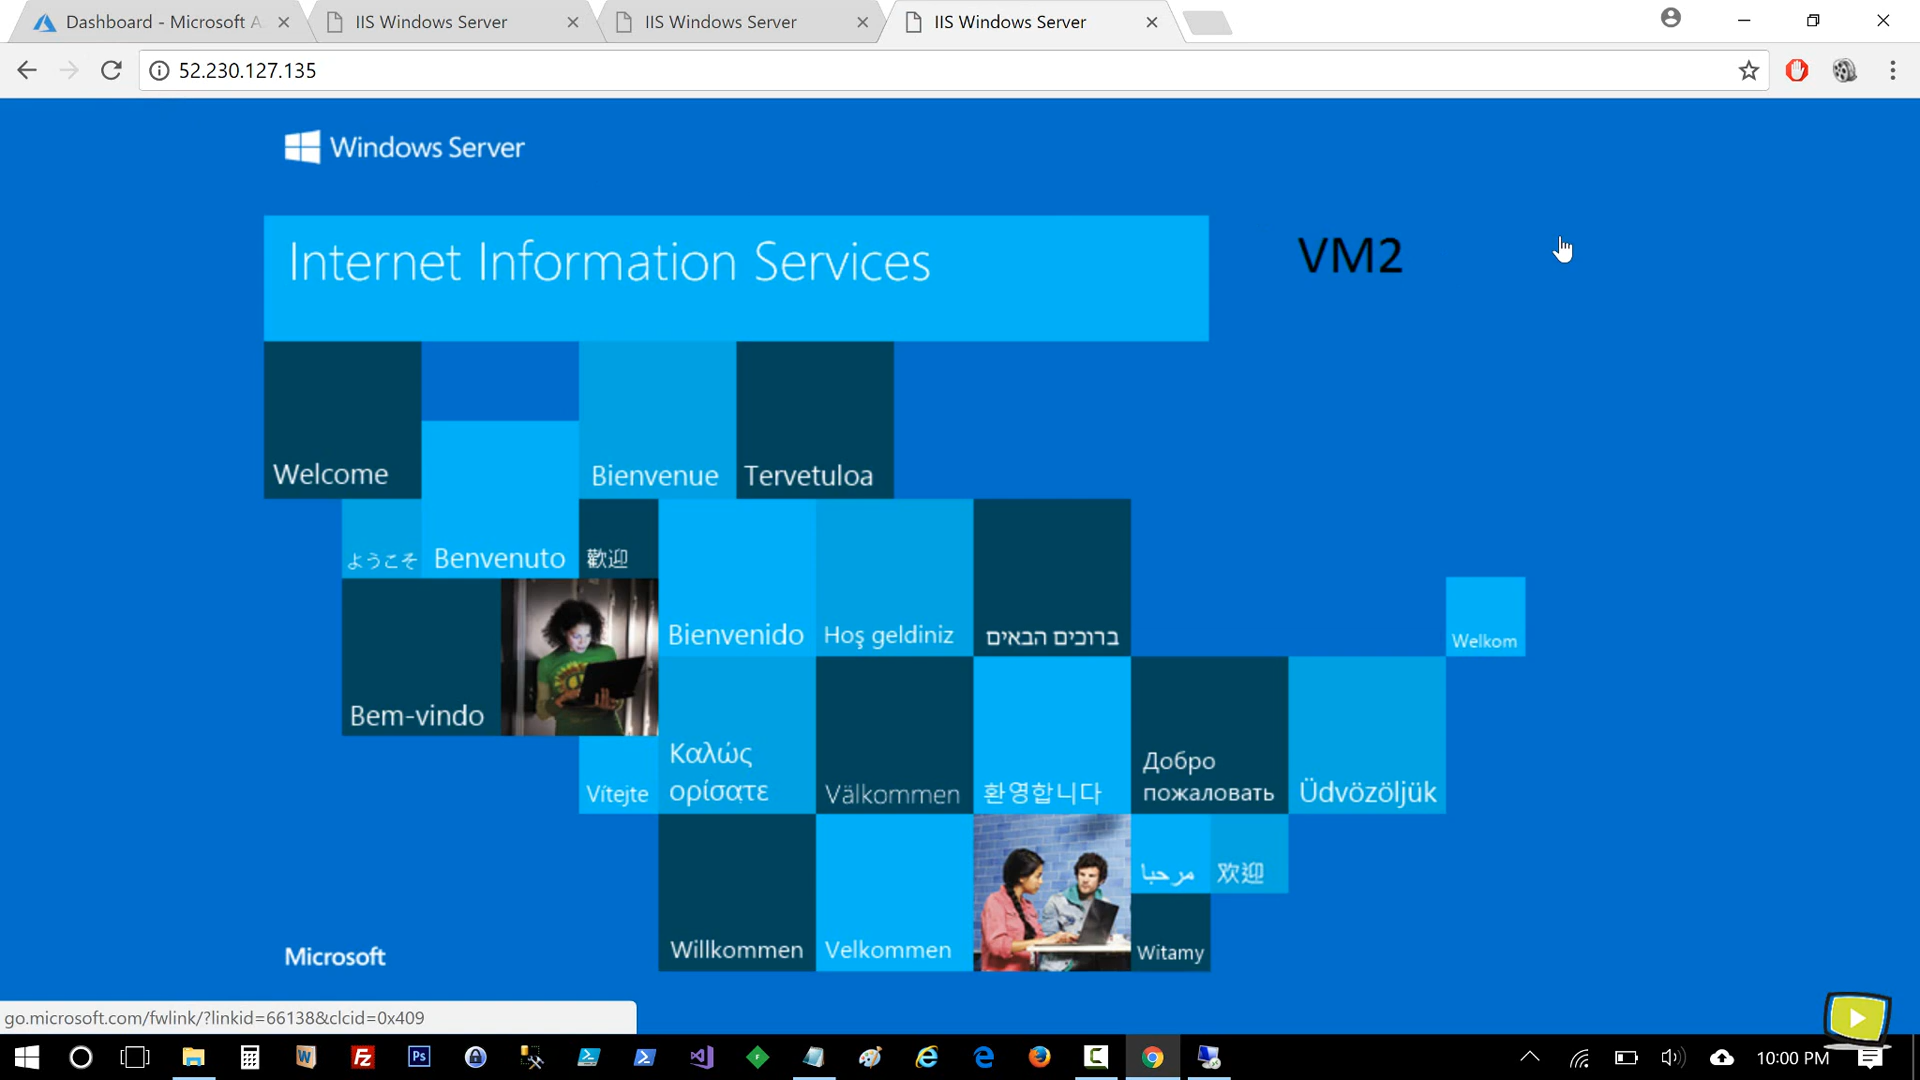 Dashboard - Microsoft A
IIS Windows Server
IIS Windows Server
IIS Windows Server
52.230.127.135
Windows Server
Internet Information Services
VM2
Welcome
Bienvenue
Tervetuloa
ようこそ
Benvenuto
歡迎
Bienvenido
Hoş geldiniz
ברוכים הבאים
Welkom
Bem-vindo
Vítejte
Καλώς
ορίσατε
Välkommen
환영합니다
Добро
пожаловать
Üdvözöljük
Willkommen
Velkommen
مرحبا
欢迎
Witamy
Microsoft
go.microsoft.com/fwlink/?linkid=66138&clcid=0x409
10:00 PM